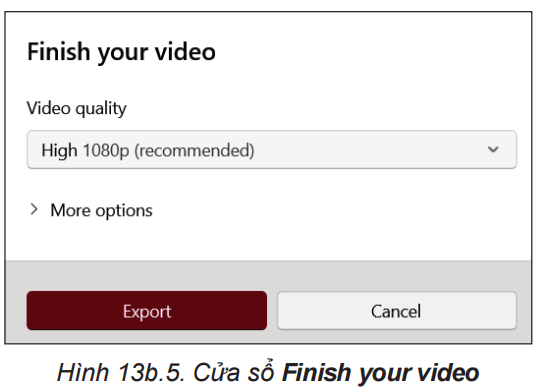 Finish your video
Video quality
High 1080p (recommended)
More options
Export
Cancel
Hình 13b.5. Cửa sổ Finish your video